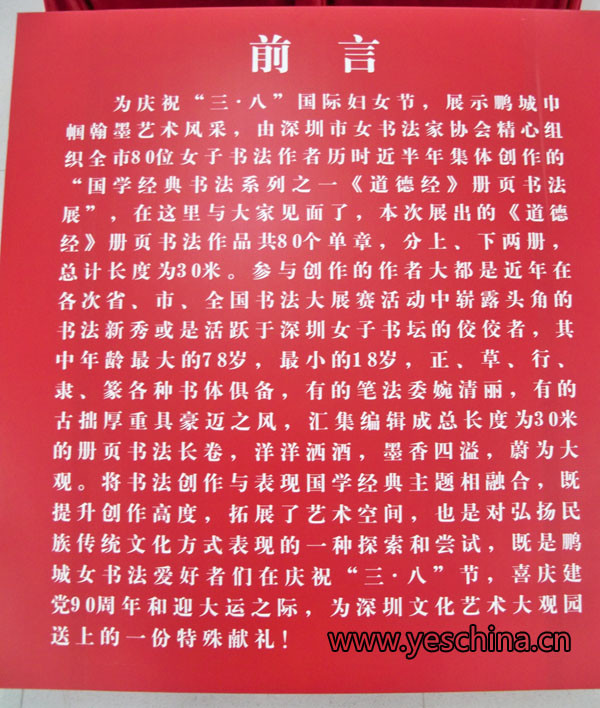 前言
为庆祝“三·八”国际妇女节，展示鹏城巾
帼翰墨艺术风采，由深圳市女书法家协会精心组
织全市80位女子书法作者历时近半年集体创作的
“国学经典书法系列之一《道德经》册页书法
展”，在这里与大家见面了，本次展出的《道德
经》册页书法作品共80个单章，分上、下两册，
总计长度为30米。参与创作的作者大都是近年在
各次省、市、全国书法大展赛活动中崭露头角的
书法新秀或是活跃于深圳女子书坛的佼佼者，其
中年龄最大的78岁，最小的18岁，正、草、行、
隶、篆各种书体俱备，有的笔法委婉清丽，有的
古拙厚重具豪迈之风，汇集编辑成总长度为30米
的册页书法长卷，洋洋洒洒，墨香四溢，蔚为大
观。将书法创作与表现国学经典主题相融合，既
提升创作高度，拓展了艺术空间，也是对弘扬民
族传统文化方式表现的一种探索和尝试，既是鹏
城女书法爱好者们在庆祝“三·八”节，喜庆建
党90周年和迎大运之际，为深圳文化艺术大观园
送上的一份特殊献礼！
www.yeschina.cn